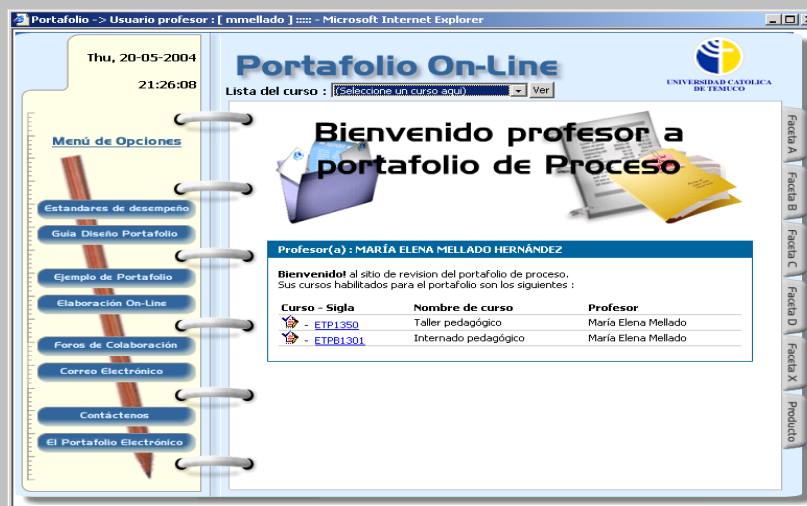 Portafolio -> Usuario profesor : [ mmellado ] ::::: - Microsoft Internet Explorer
Thu, 20-05-2004
21:26:08
Portafolio On-Line
Lista del curso : (Seleccione un curso aquí) Ver
UNIVERSIDAD CATOLICA
DE TEMUCO
Menú de Opciones
Estandares de desempeño
Guía Diseño Portafolio
Ejemplo de Portafolio
Elaboración On-Line
Foros de Colaboración
Correo Electrónico
Contáctenos
El Portafolio Electrónico
Bienvenido profesor a
portafolio de Proceso
Profesor(a) : MARÍA ELENA MELLADO HERNÁNDEZ
Bienvenido! al sitio de revision del portafolio de proceso.
Sus cursos habilitados para el portafolio son los siguientes :
Curso - Sigla Nombre de curso Profesor
- ETP1350 Taller pedagógico María Elena Mellado
- ETPB1301 Internado pedagógico María Elena Mellado
Faceta A
Faceta B
Faceta C
Faceta D
Faceta X
Producto